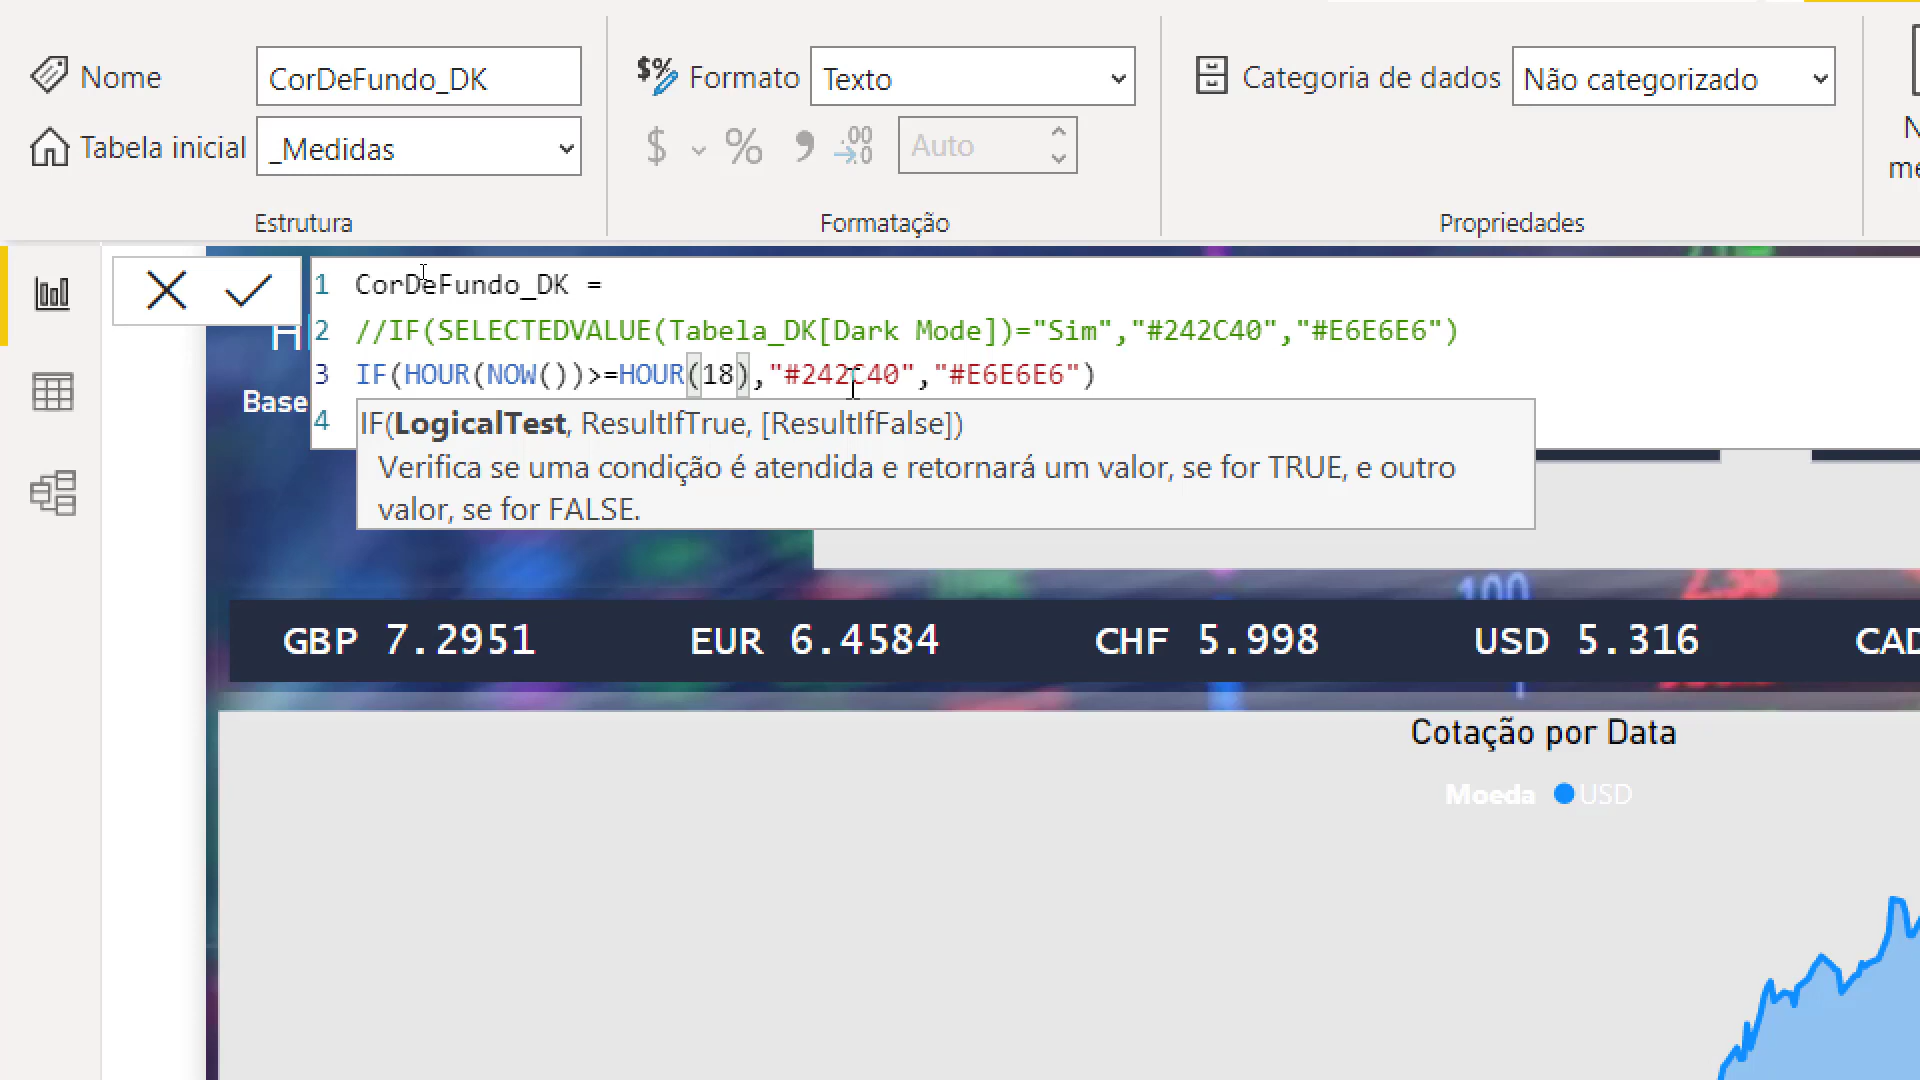 Nome
CorDeFundo_DK
Formato
Texto
Categoria de dados
Não categorizado
Tabela inicial
_Medidas
$
%
Auto
Estrutura
Formatação
Propriedades
1 CorDeFundo_DK =
2 //IF(SELECTEDVALUE(Tabela_DK[Dark Mode])="Sim","#242C40","#E6E6E6")
3 IF(HOUR(NOW())>=HOUR(18),"#242C40","#E6E6E6")
4
Base
IF(LogicalTest, ResultIfTrue, [ResultIfFalse])
Verifica se uma condição é atendida e retornará um valor, se for TRUE, e outro
valor, se for FALSE.
100
GBP 7.2951 EUR 6.4584 CHF 5.998 USD 5.316 CAD
Cotação por Data
Moeda USD